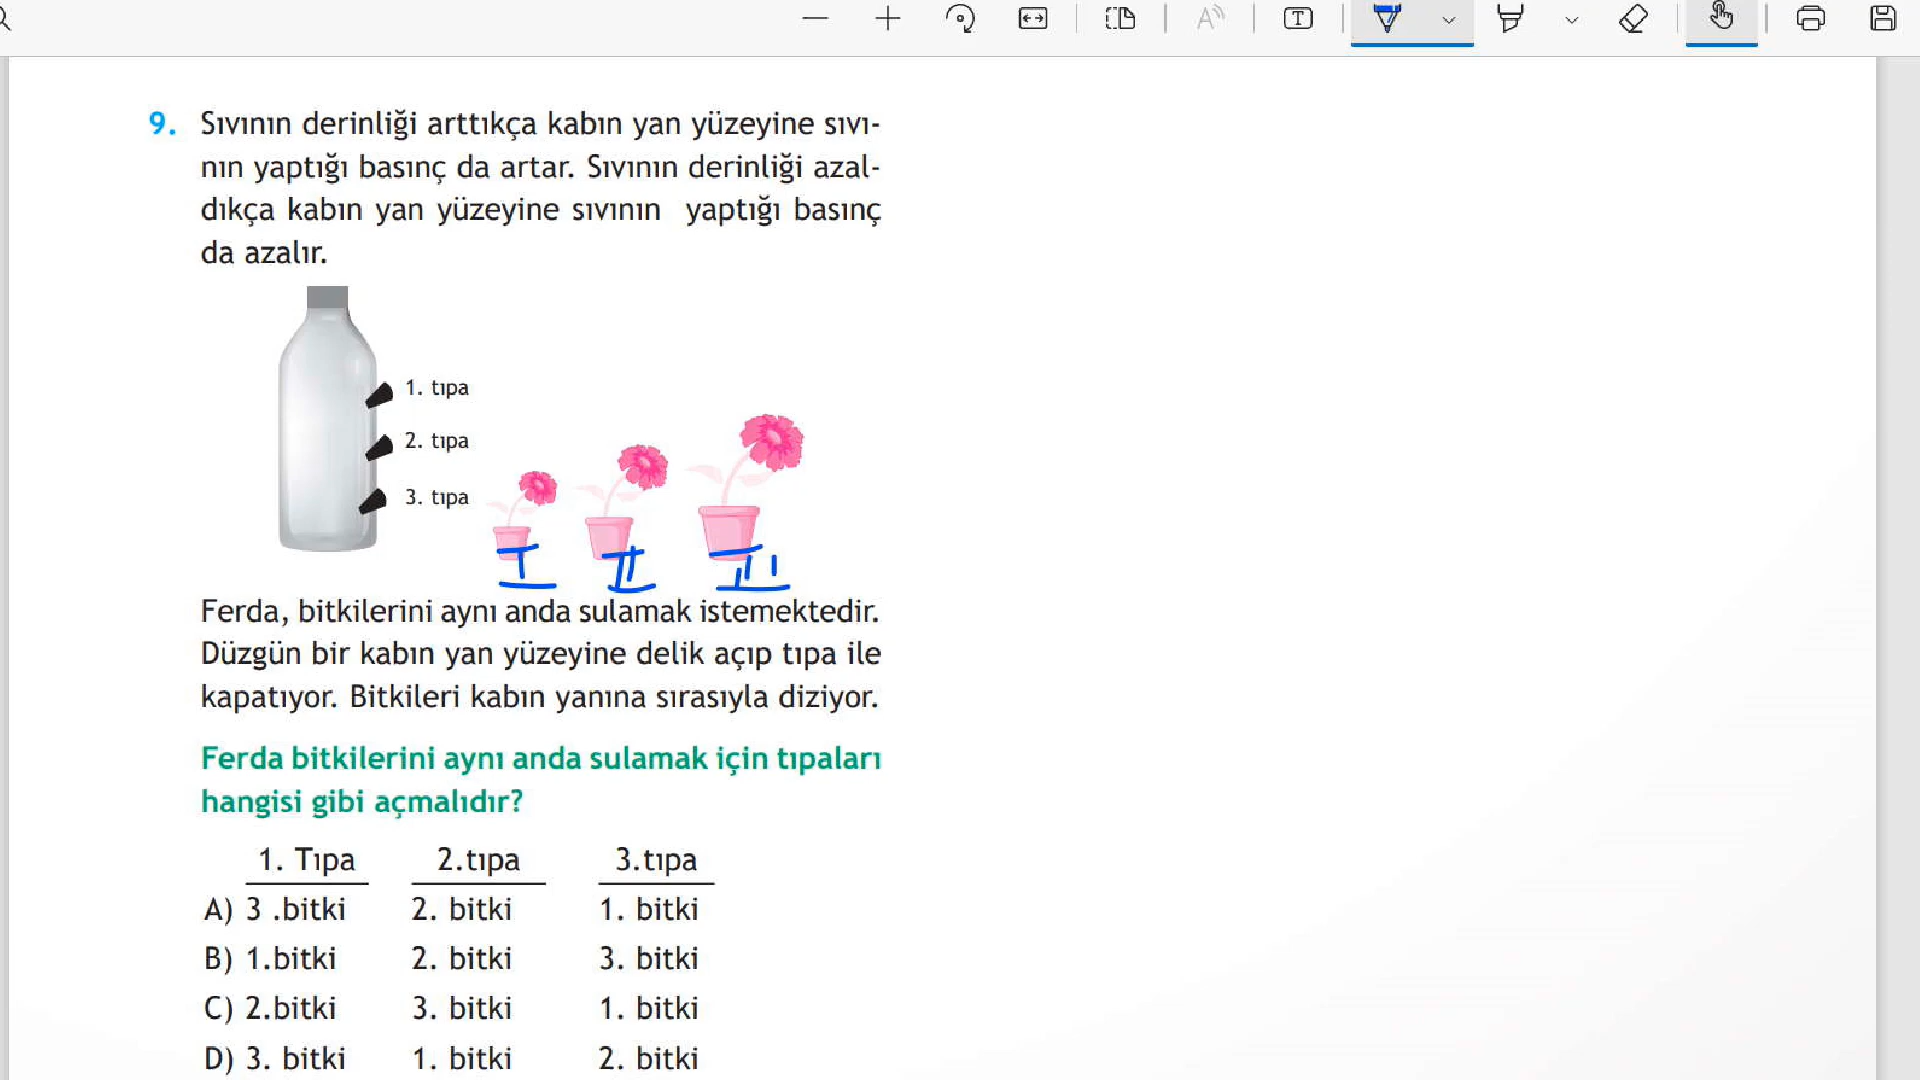 9. Sıvının derinliği arttıkça kabın yan yüzeyine sıvı-
nın yaptığı basınç da artar. Sıvının derinliği azal-
dıkça kabın yan yüzeyine sıvının yaptığı basınç
da azalır.
1. tıpa
2. tıpa
3. tıpa
I II III
Ferda, bitkilerini aynı anda sulamak istemektedir.
Düzgün bir kabın yan yüzeyine delik açıp tıpa ile
kapatıyor. Bitkileri kabın yanına sırasıyla diziyor.
Ferda bitkilerini aynı anda sulamak için tıpaları
hangisi gibi açmalıdır?
1. Tıpa 2.tıpa 3.tıpa
A) 3 .bitki 2. bitki 1. bitki
B) 1.bitki 2. bitki 3. bitki
C) 2.bitki 3. bitki 1. bitki
D) 3. bitki 1. bitki 2. bitki